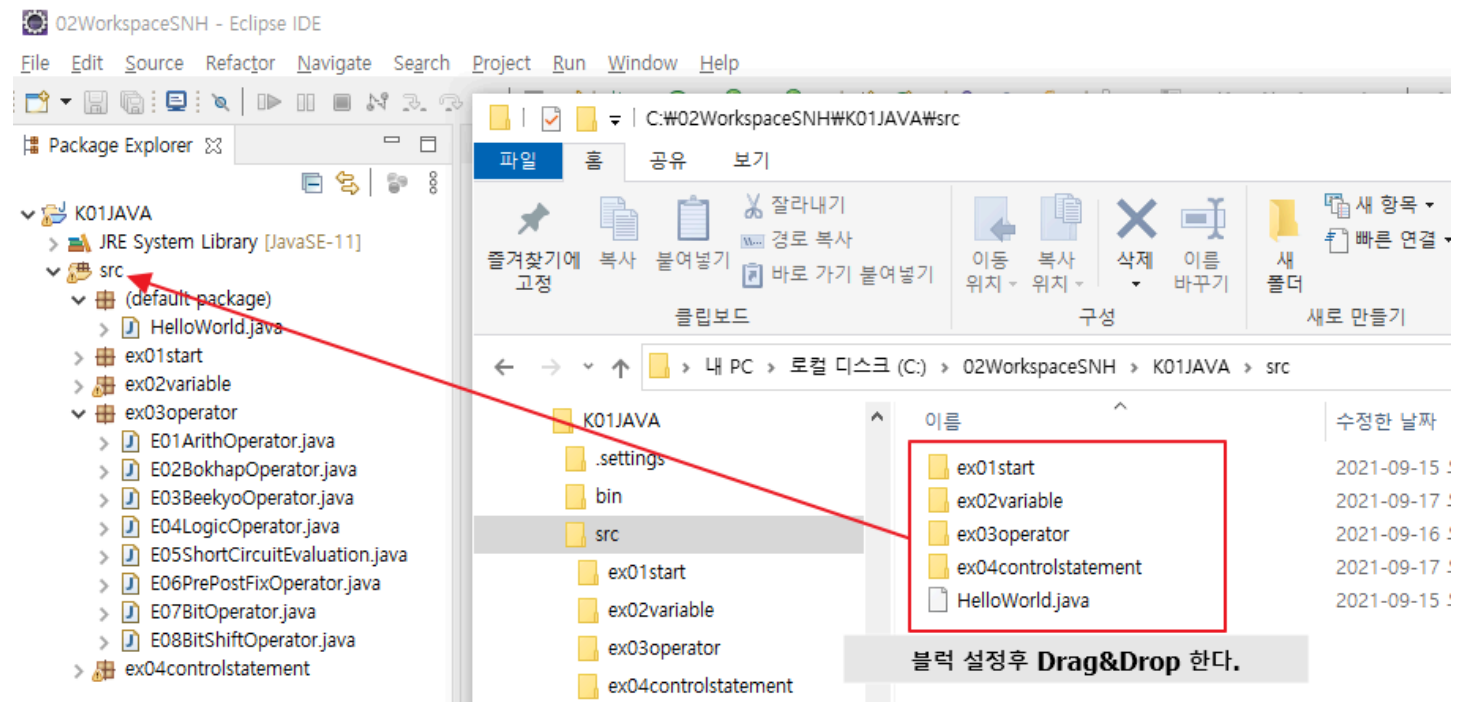 02WorkspaceSNH - Eclipse IDE
File Edit Source Refactor Navigate Search Project Run Window Help
Package Explorer
K01JAVA
JRE System Library [JavaSE-11]
src
(default package)
HelloWorld.java
ex01start
ex02variable
ex03operator
E01ArithOperator.java
E02BokhapOperator.java
E03BeekyoOperator.java
E04LogicOperator.java
E05ShortCircuitEvaluation.java
E06PrePostFixOperator.java
E07BitOperator.java
E08BitShiftOperator.java
ex04controlstatement
C:₩02WorkspaceSNH₩K01JAVA₩src
파일 홈 공유 보기
즐겨찾기에 고정
복사
붙여넣기
잘라내기
경로 복사
바로 가기 붙여넣기
클립보드
이동 위치
복사 위치
삭제
이름 바꾸기
구성
새 폴더
새 항목
빠른 연결
새로 만들기
내 PC > 로컬 디스크 (C:) > 02WorkspaceSNH > K01JAVA > src
K01JAVA
.settings
bin
src
ex01start
ex02variable
ex03operator
ex04controlstatement
이름 수정한 날짜
ex01start 2021-09-15
ex02variable 2021-09-17
ex03operator 2021-09-16
ex04controlstatement 2021-09-17
HelloWorld.java 2021-09-15
블럭 설정후 Drag&Drop 한다.